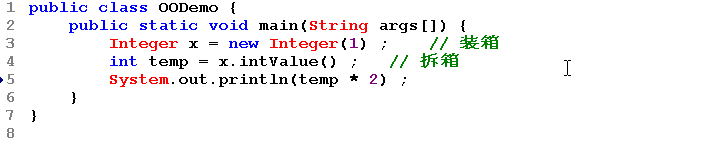 1 public class OODemo {
2     public static void main(String args[]) {
3         Integer x = new Integer(1) ;    // 装箱
4         int temp = x.intValue() ;   // 拆箱
5         System.out.println(temp * 2) ;
6     }
7 }
8